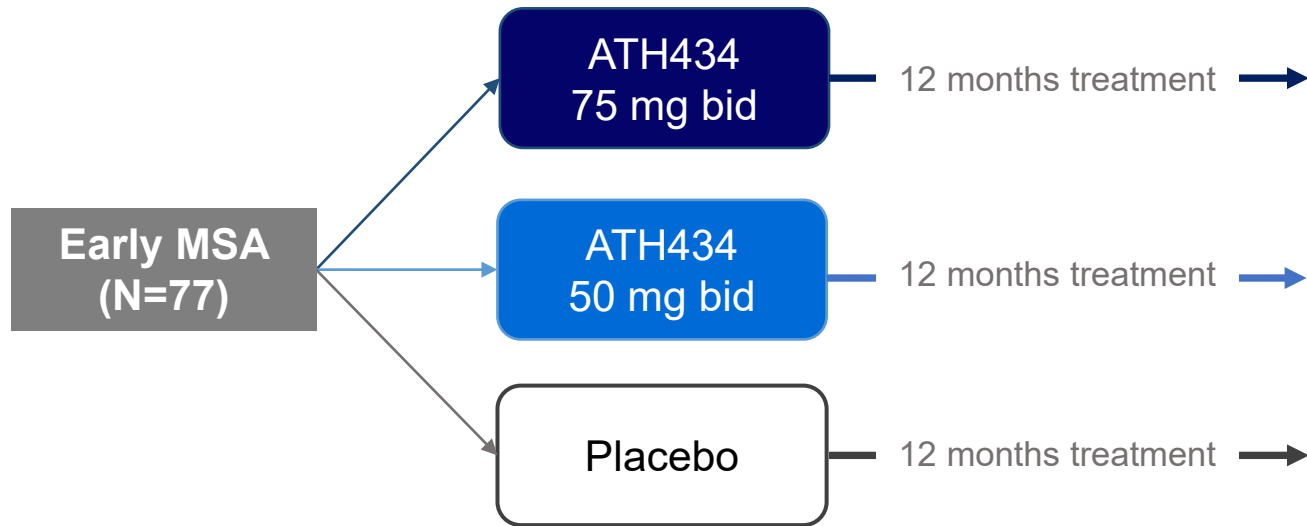 Early MSA
(N=77)
ATH434
75 mg bid
12 months treatment
ATH434
50 mg bid
12 months treatment
Placebo
12 months treatment